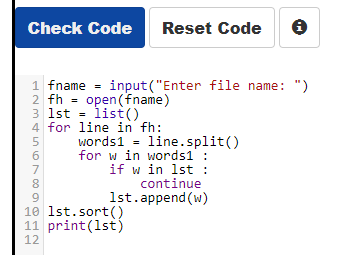 Check Code
Reset Code
1 fname = input("Enter file name: ")
2 fh = open(fname)
3 lst = list()
4 for line in fh:
5     words1 = line.split()
6     for w in words1 :
7         if w in lst :
8             continue
9         lst.append(w)
10 lst.sort()
11 print(lst)
12